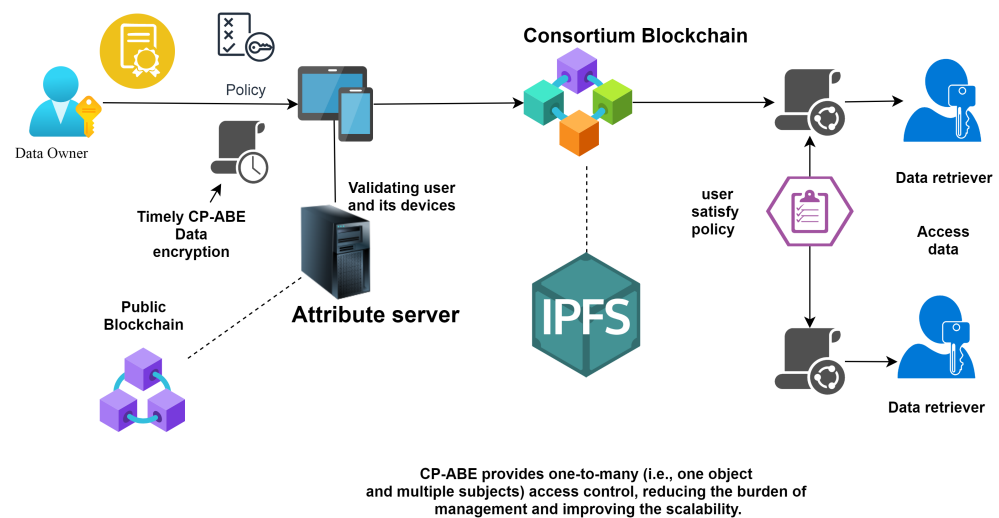 Consortium Blockchain
Policy
Data Owner
Timely CP-ABE
Data
encryption
Validating user
and its devices
user
satisfy
policy
Data retriever
Access
data
Public
Blockchain
Attribute server
IPFS
Data retriever
CP-ABE provides one-to-many (i.e., one object
and multiple subjects) access control, reducing the burden of
management and improving the scalability.